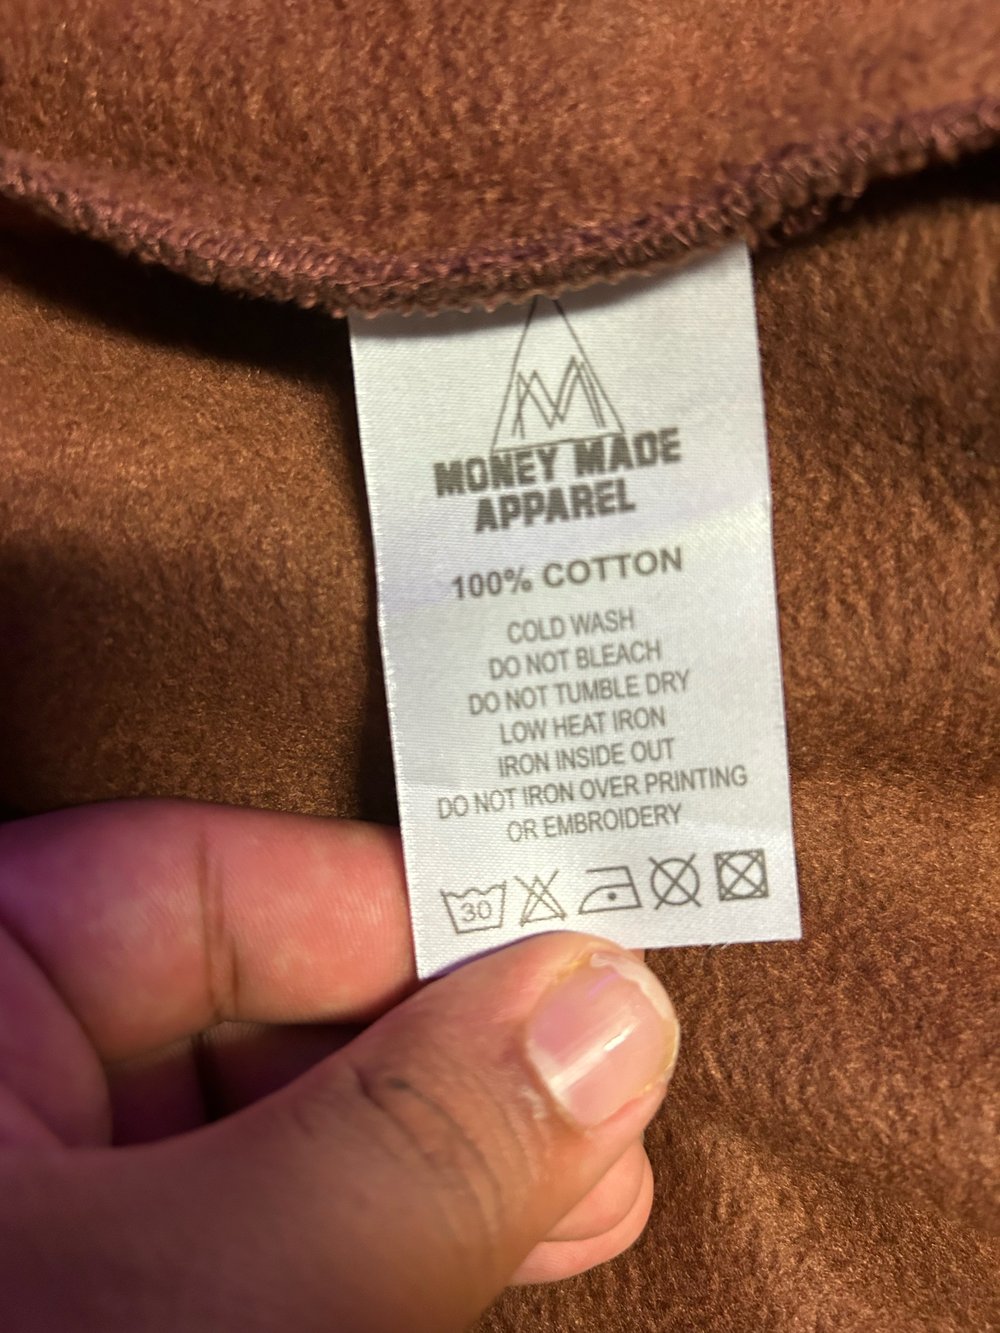 MONEY MADE
APPAREL
100% COTTON
COLD WASH
DO NOT BLEACH
DO NOT TUMBLE DRY
LOW HEAT IRON
IRON INSIDE OUT
DO NOT IRON OVER PRINTING
OR EMBROIDERY
30